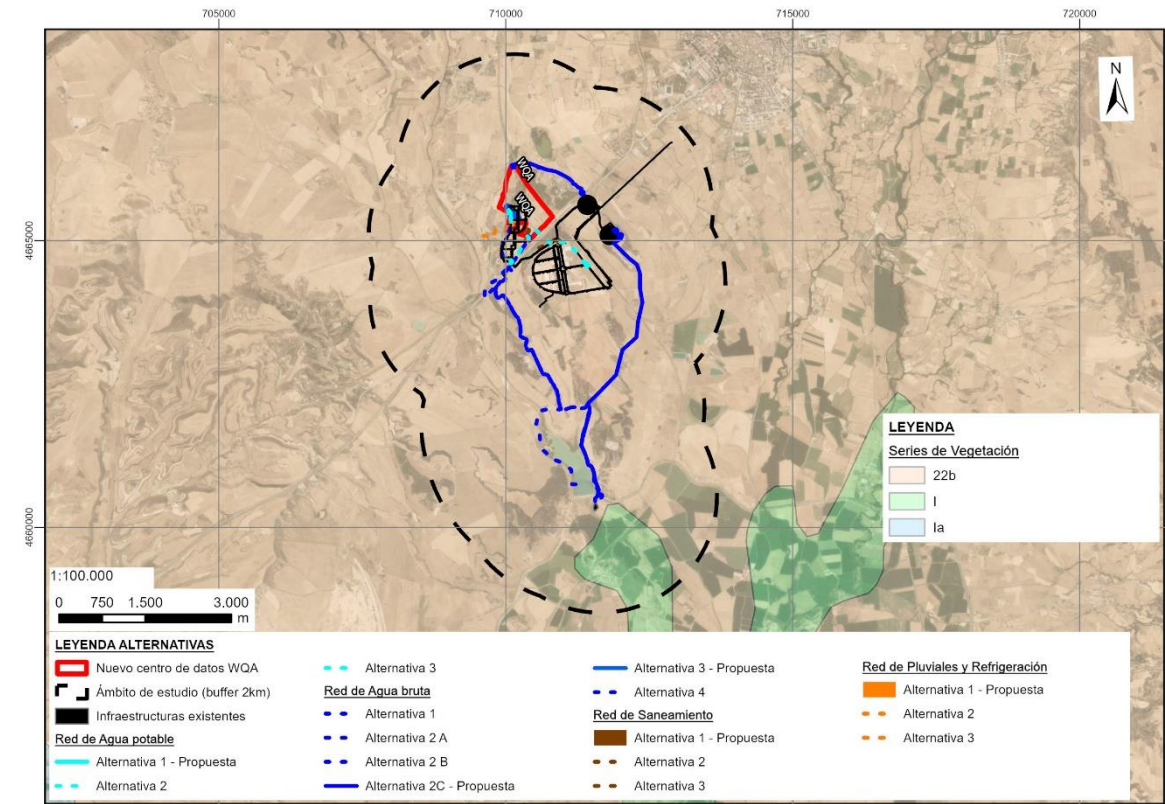 705000
710000
715000
720000
N
WQA
WQA
4665000
4660000
LEYENDA
Series de Vegetación
22b
I
Ia
1:100.000
0 750 1.500 3.000
m
LEYENDA ALTERNATIVAS
Nuevo centro de datos WQA
Ámbito de estudio (buffer 2km)
Infraestructuras existentes
Red de Agua potable
Alternativa 1 - Propuesta
Alternativa 2
Alternativa 3
Red de Agua bruta
Alternativa 1
Alternativa 2 A
Alternativa 2 B
Alternativa 2C - Propuesta
Alternativa 3 - Propuesta
Alternativa 4
Red de Saneamiento
Alternativa 1 - Propuesta
Alternativa 2
Alternativa 3
Red de Pluviales y Refrigeración
Alternativa 1 - Propuesta
Alternativa 2
Alternativa 3